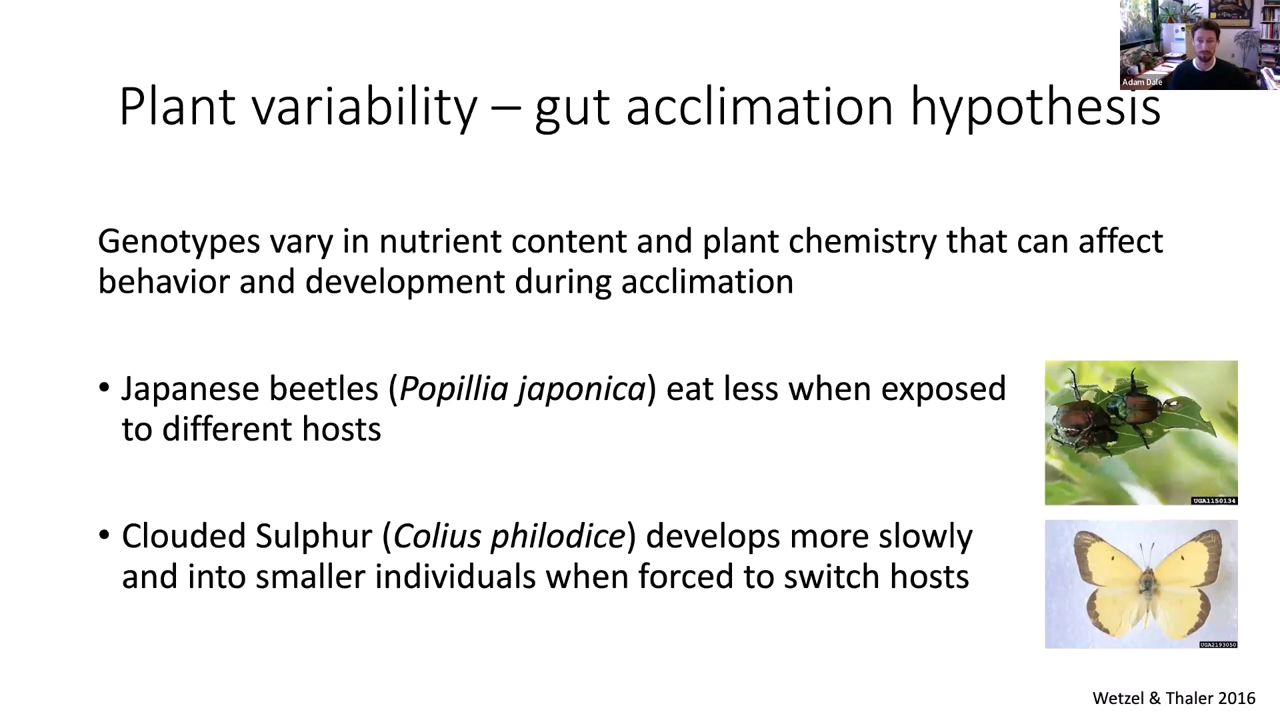 Adam Dale
Plant variability – gut acclimation hypothesis
Genotypes vary in nutrient content and plant chemistry that can affect
behavior and development during acclimation
• Japanese beetles (Popillia japonica) eat less when exposed
to different hosts
UGA1150134
• Clouded Sulphur (Colius philodice) develops more slowly
and into smaller individuals when forced to switch hosts
UGA2193050
Wetzel & Thaler 2016